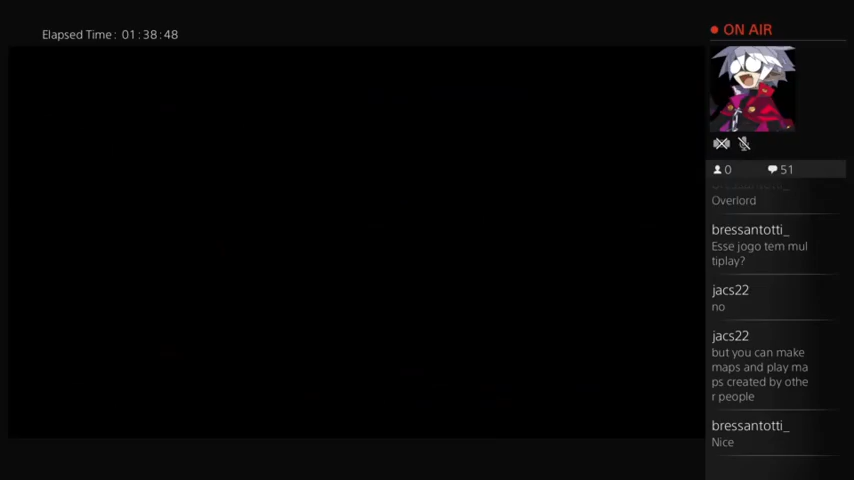 Elapsed Time: 01:38:48
ON AIR
0 51
Overlord
bressantotti_
Esse jogo tem mul
tiplay?
jacs22
no
jacs22
but you can make
maps and play ma
ps created by othe
r people
bressantotti_
Nice